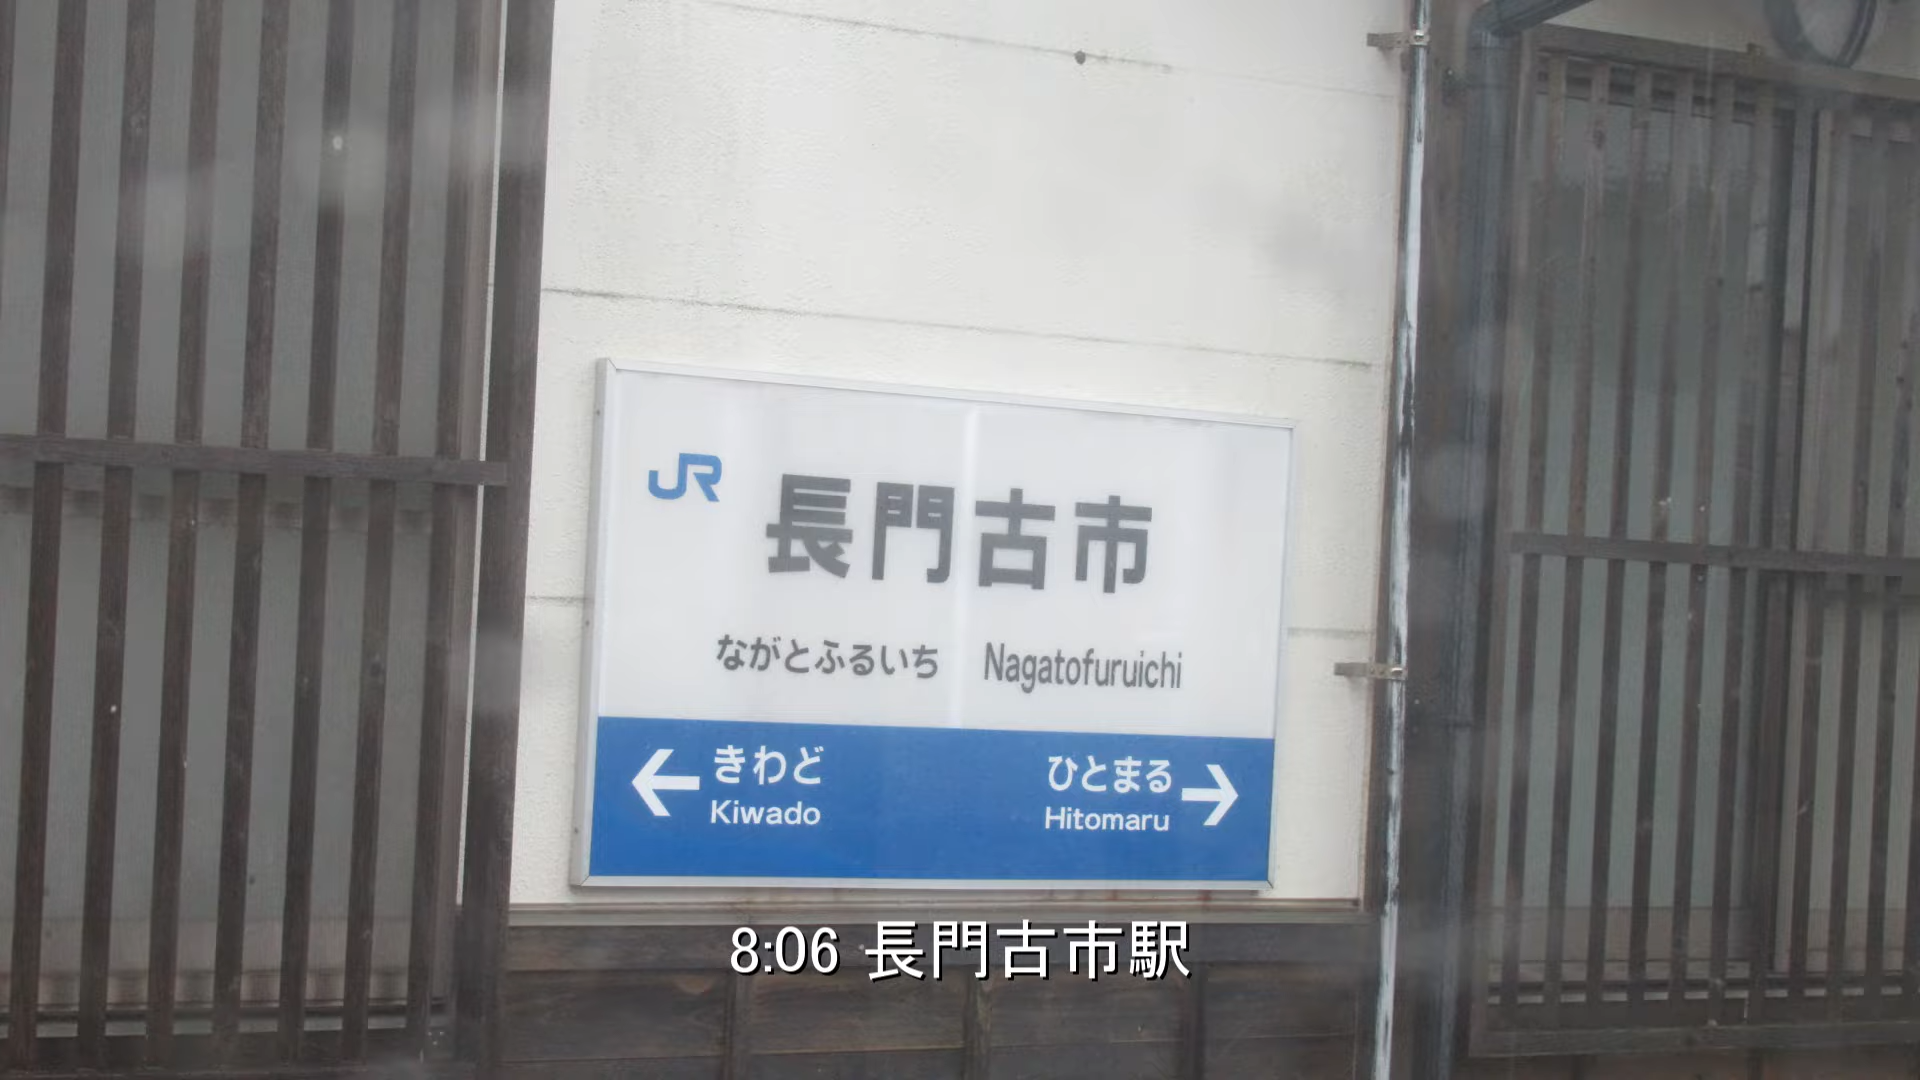 JR
長門古市
ながとふるいち Nagatofuruichi
←きわど
Kiwado
ひとまる→
Hitomaru
8:06 長門古市駅